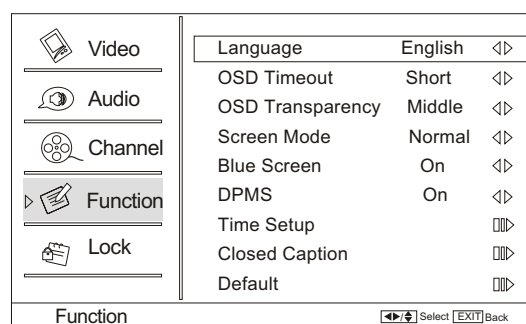 Video
Audio
Channel
Function
Lock
Language English
OSD Timeout Short
OSD Transparency Middle
Screen Mode Normal
Blue Screen On
DPMS On
Time Setup
Closed Caption
Default
Function
/ Select EXIT Back